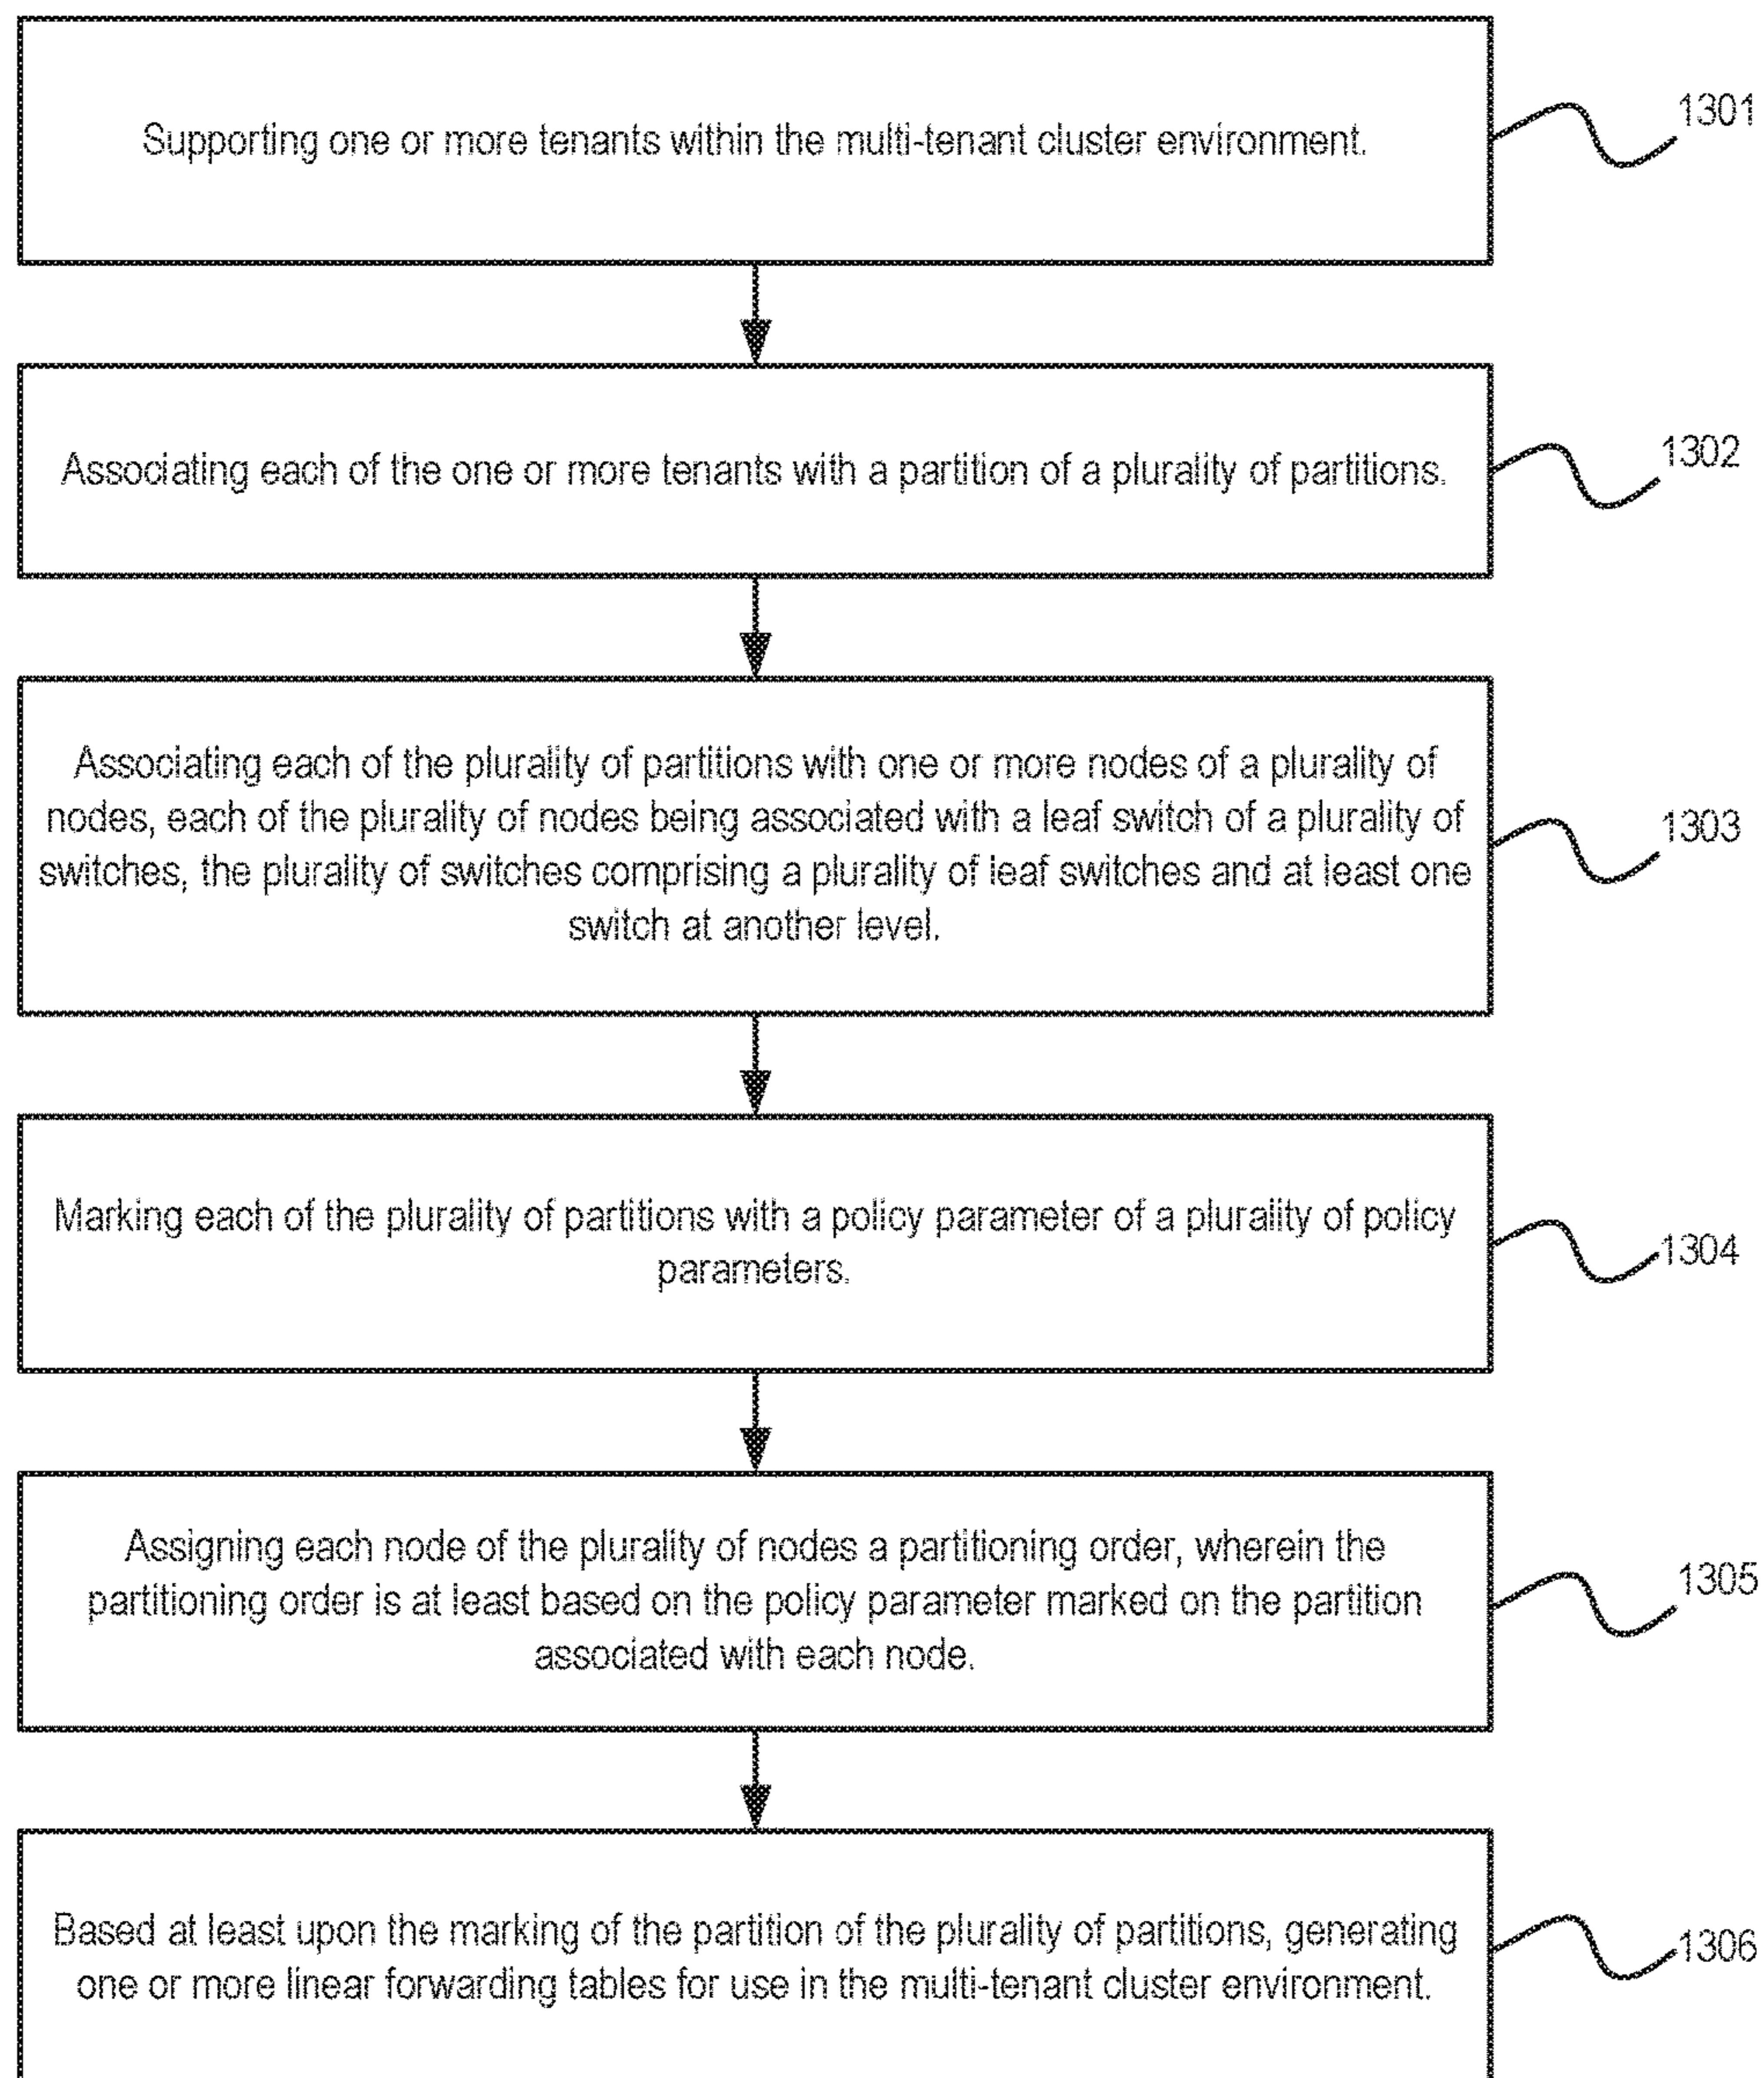 Supporting one or more tenants within the multi-tenant cluster environment.
1301
Associating each of the one or more tenants with a partition of a plurality of partitions.
1302
Associating each of the plurality of partitions with one or more nodes of a plurality of
nodes, each of the plurality of nodes being associated with a leaf switch of a plurality of
switches, the plurality of switches comprising a plurality of leaf switches and at least one
switch at another level.
1303
Marking each of the plurality of partitions with a policy parameter of a plurality of policy
parameters.
1304
Assigning each node of the plurality of nodes a partitioning order, wherein the
partitioning order is at least based on the policy parameter marked on the partition
associated with each node.
1305
Based at least upon the marking of the partition of the plurality of partitions, generating
one or more linear forwarding tables for use in the multi-tenant cluster environment.
1306